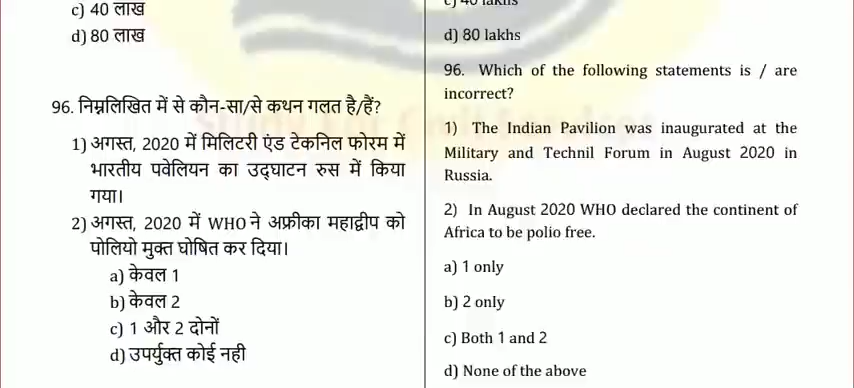 c) 40 लाख
d) 80 लाख
96. निम्नलिखित में से कौन-सा/से कथन गलत है/हैं?
1) अगस्त, 2020 में मिलिटरी एंड टेकनिल फोरम में
भारतीय पवेलियन का उद्घाटन रुस में किया
गया।
2) अगस्त, 2020 में WHO ने अफ्रीका महाद्वीप को
पोलियो मुक्त घोषित कर दिया।
a) केवल 1
b) केवल 2
c) 1 और 2 दोनों
d) उपर्युक्त कोई नही
c) 40 lakhs
d) 80 lakhs
96. Which of the following statements is / are
incorrect?
1) The Indian Pavilion was inaugurated at the
Military and Technil Forum in August 2020 in
Russia.
2) In August 2020 WHO declared the continent of
Africa to be polio free.
a) 1 only
b) 2 only
c) Both 1 and 2
d) None of the above